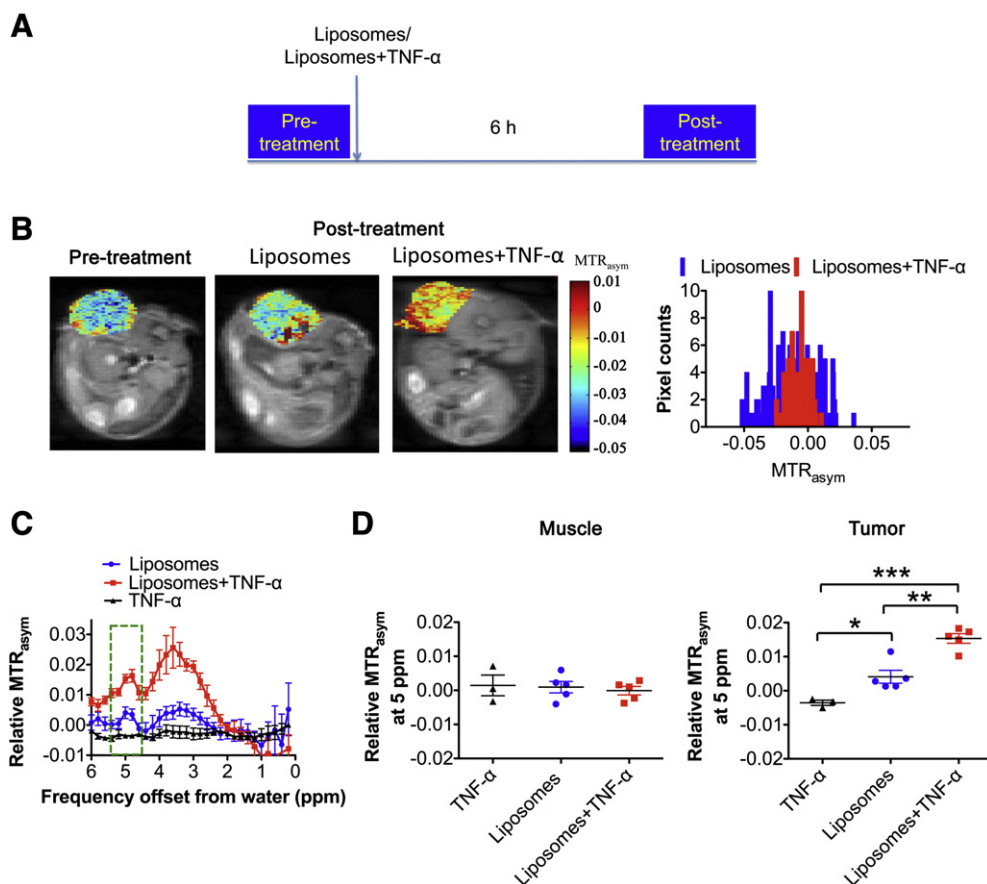 A
Liposomes/
Liposomes+TNF-α
Pre-
treatment
6 h
Post-
treatment
B
Post-treatment
Pre-treatment
Liposomes
Liposomes+TNF-α
MTRasym
0.01
0
-0.01
-0.02
-0.03
-0.04
-0.05
Liposomes
Liposomes+TNF-α
Pixel counts
10
8
6
4
2
0
-0.05
0.00
0.05
MTRasym
C
Liposomes
Liposomes+TNF-α
TNF-α
Relative MTRasym
0.03
0.02
0.01
0.00
-0.01
6
5
4
3
2
1
0
Frequency offset from water (ppm)
D
Muscle
Relative MTRasym
at 5 ppm
0.02
0.01
0.00
-0.01
0.02
TNF-α
Liposomes
Liposomes+TNF-α
Tumor
***
**
*
Relative MTRasym
at 5 ppm
0.02
0.01
0.00
-0.01
0.02
TNF-α
Liposomes
Liposomes+TNF-α